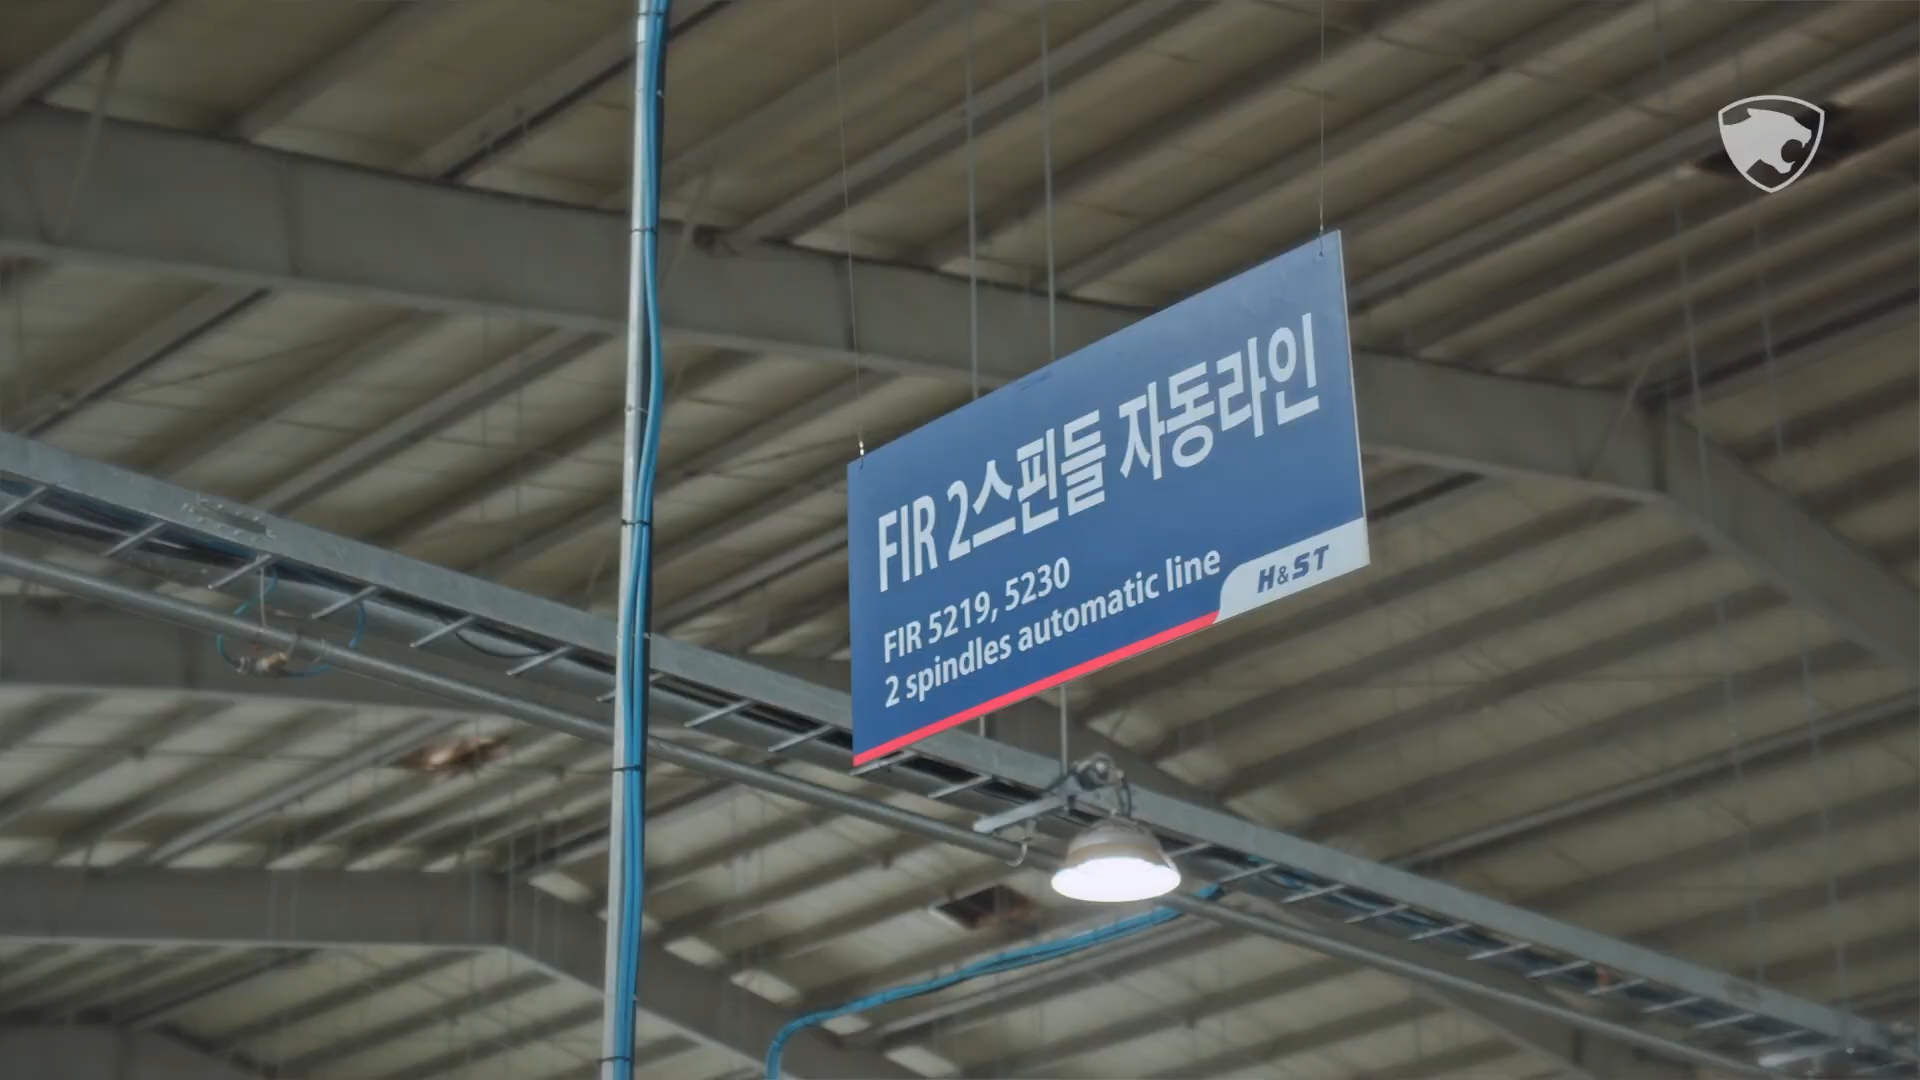 FIR 2스핀들 자동라인
FIR 5219, 5230
2 spindles automatic line
H&ST